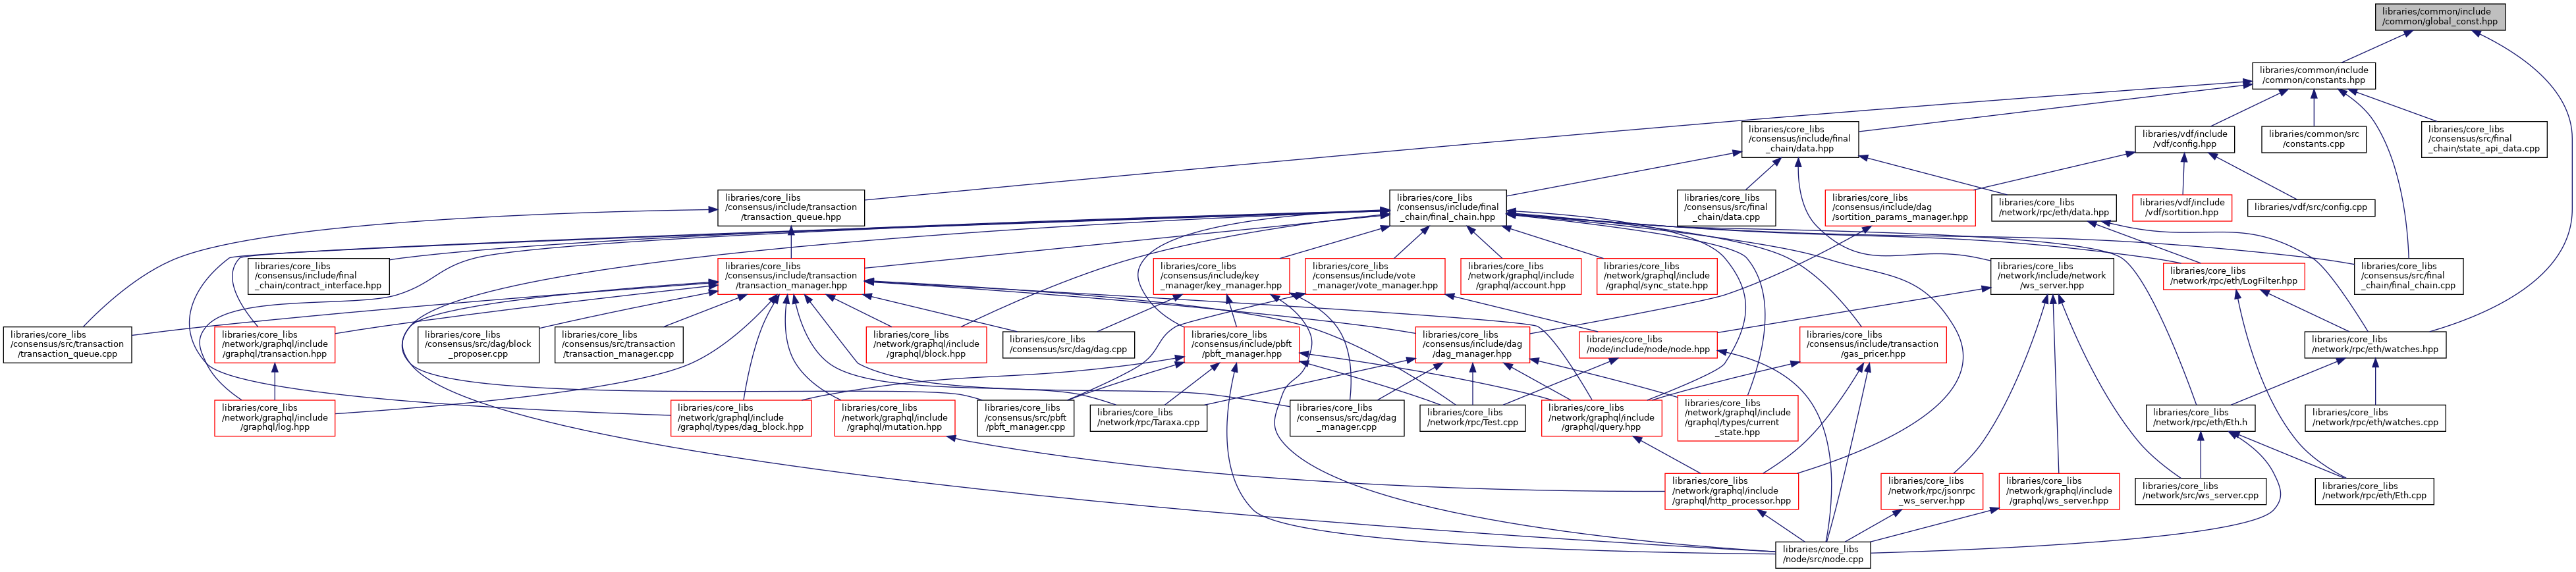 libraries/common/include
/common/global_const.hpp
libraries/common/include
/common/constants.hpp
libraries/core_libs
/consensus/include/final
_chain/data.hpp
libraries/vdf/include
/vdf/config.hpp
libraries/common/src
/constants.cpp
libraries/core_libs
/consensus/src/final
_chain/state_api_data.cpp
libraries/core_libs
/consensus/include/transaction
/transaction_queue.hpp
libraries/core_libs
/consensus/include/final
_chain/final_chain.hpp
libraries/core_libs
/consensus/src/final
_chain/data.cpp
libraries/core_libs
/consensus/include/dag
/sortition_params_manager.hpp
libraries/core_libs
/network/rpc/eth/data.hpp
libraries/vdf/include
/vdf/sortition.hpp
libraries/vdf/src/config.cpp
libraries/core_libs
/consensus/include/final
_chain/contract_interface.hpp
libraries/core_libs
/consensus/include/transaction
/transaction_manager.hpp
libraries/core_libs
/consensus/include/key
_manager/key_manager.hpp
libraries/core_libs
/consensus/include/vote
_manager/vote_manager.hpp
libraries/core_libs
/network/graphql/include
/graphql/account.hpp
libraries/core_libs
/network/graphql/include
/graphql/sync_state.hpp
libraries/core_libs
network/include/network
/ws_server.hpp
libraries/core_libs
/network/rpc/eth/LogFilter.hpp
libraries/core_libs
/consensus/src/final
_chain/final_chain.cpp
libraries/core_libs
/consensus/src/transaction
/transaction_queue.cpp
libraries/core_libs
/network/graphql/include
/graphql/transaction.hpp
libraries/core_libs
/consensus/src/dag/block
_proposer.cpp
libraries/core_libs
/consensus/src/transaction
/transaction_manager.cpp
libraries/core_libs
/network/graphql/include
/graphql/block.hpp
libraries/core_libs
/consensus/src/dag/dag.cpp
libraries/core_libs
/consensus/include/pbft
/pbft_manager.hpp
libraries/core_libs
/consensus/include/dag
/dag_manager.hpp
libraries/core_libs
/node/include/node/node.hpp
libraries/core_libs
/consensus/include/transaction
/gas_pricer.hpp
libraries/core_libs
/network/rpc/eth/watches.hpp
libraries/core_libs
/network/graphql/include
/graphql/log.hpp
libraries/core_libs
/network/graphql/include
/graphql/types/dag_block.hpp
libraries/core_libs
/network/graphql/include
/graphql/mutation.hpp
libraries/core_libs
/consensus/src/pbft
/pbft_manager.cpp
libraries/core_libs
/network/rpc/Taraxa.cpp
libraries/core_libs
/consensus/src/dag/dag
_manager.cpp
libraries/core_libs
/network/rpc/Test.cpp
libraries/core_libs
/network/graphql/include
/graphql/query.hpp
libraries/core_libs
/network/graphql/include
/graphql/types/current
_state.hpp
libraries/core_libs
/network/rpc/eth/Eth.h
libraries/core_libs
/network/rpc/eth/watches.cpp
libraries/core_libs
/network/graphql/include
/graphql/http_processor.hpp
libraries/core_libs
/network/rpc/jsonrpc
_ws_server.hpp
libraries/core_libs
/network/graphql/include
/graphql/ws_server.hpp
libraries/core_libs
/network/src/ws_server.cpp
libraries/core_libs
/network/rpc/eth/Eth.cpp
libraries/core_libs
/node/src/node.cpp